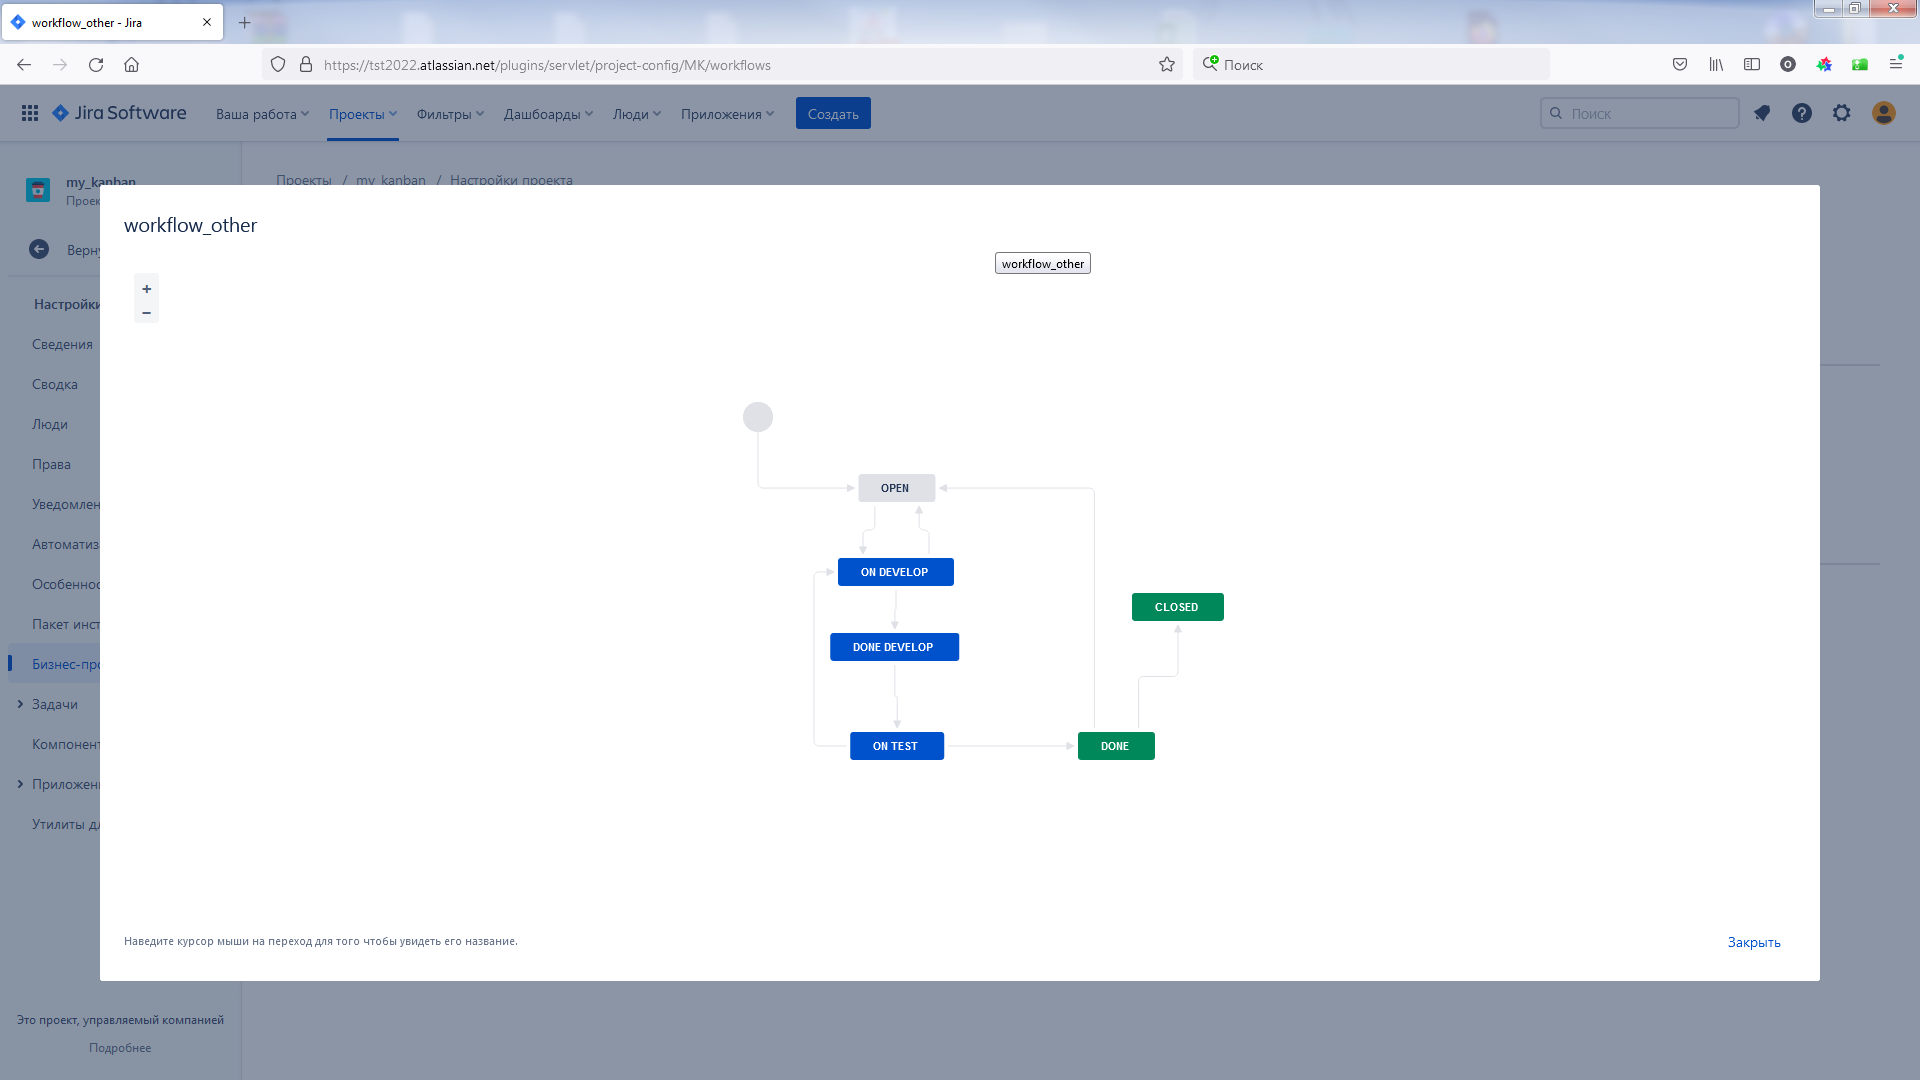 workflow_other - Jira
https://tst2022.atlassian.net/plugins/servlet/project-config/MK/workflows
Поиск
Jira Software
Ваша работа
Проекты
Фильтры
Дашбоарды
Люди
Приложения
Создать
Поиск
my_kanban
Проек
Проекты / my_kanban / Настройки проекта
Верну
Настройки
Сведения
Сводка
Люди
Права
Уведомлен
Автоматиз
Особеннос
Пакет инст
Бизнес-про
Задачи
Компонент
Приложен
Утилиты дл
Это проект, управляемый компанией
Подробнее
workflow_other
workflow_other
+
−
OPEN
ON DEVELOP
CLOSED
DONE DEVELOP
ON TEST
DONE
Наведите курсор мыши на переход для того чтобы увидеть его название.
Закрыть